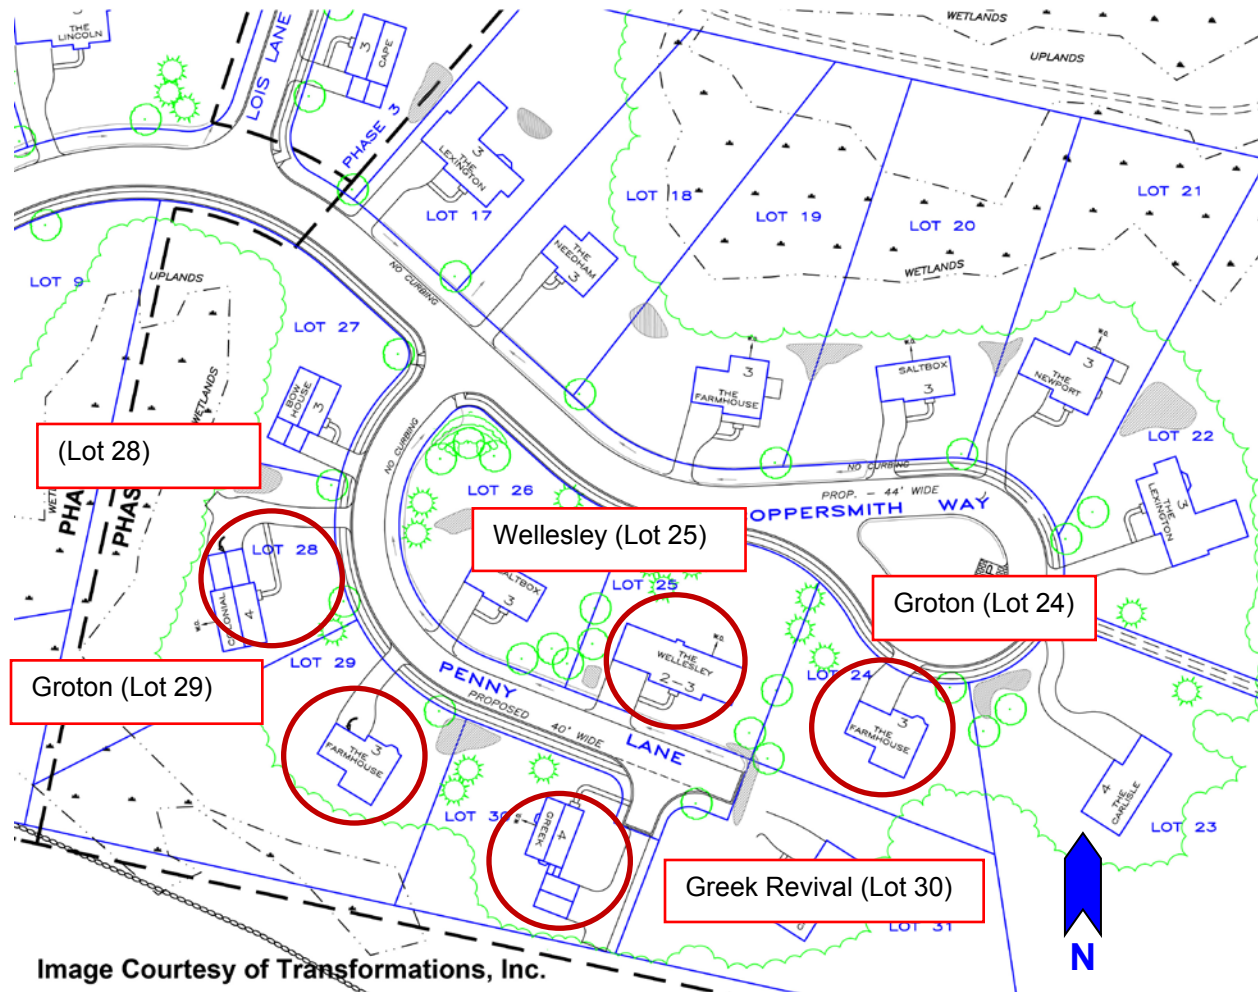 THE
LINCOLN
3
CAPE
LOIS LANE
PHASE 3
3
THE
LEXINGTON
LOT 17
WETLANDS
UPLANDS
LOT 18
LOT 19
LOT 20
LOT 21
WETLANDS
THE
NEEDHAM
3
NO CURBING
LOT 9
UPLANDS
LOT 27
WETLANDS
BOW
HOUSE
3
NO CURBING
3
THE
FARMHOUSE
W.D.
SALTBOX
3
W.D.
3
THE
NEWPORT
W.D.
LOT 22
3
THE
LEXINGTON
(Lot 28)
PHAS
PHA
LOT 26
NO CURBING
PROP. – 44' WIDE
OPPERSMITH WAY
Wellesley (Lot 25)
LOT 28
COLONIAL
4
W.D.
3
LOT 25
Groton (Lot 24)
THE
WELLESLEY
2-3
W.D.
Groton (Lot 29)
LOT 29
PENNY LANE
PROPOSED 40' WIDE
LOT 24
3
THE
FARMHOUSE
3
THE
FARMHOUSE
4
THE
CARLISLE
LOT 23
W.D.
GREEK
4
Greek Revival (Lot 30)
LOT 31
N
Image Courtesy of Transformations, Inc.